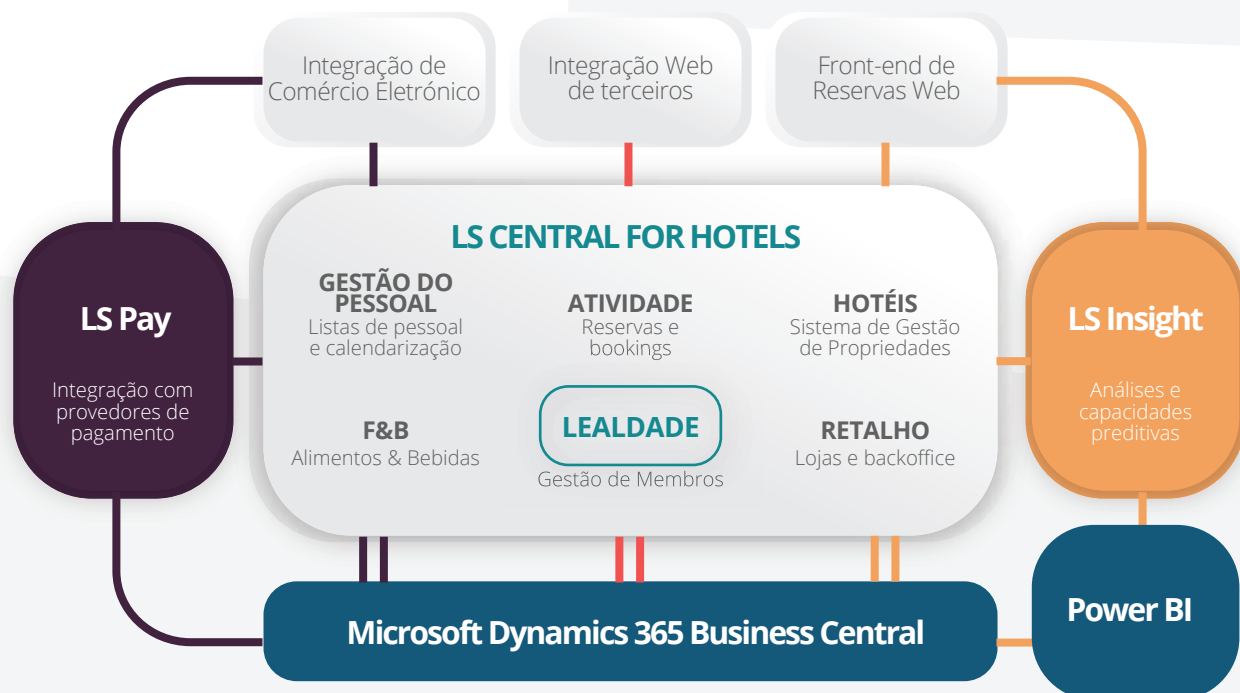 Integração de
Comércio Eletrónico
Integração Web
de terceiros
Front-end de
Reservas Web
LS CENTRAL FOR HOTELS
GESTÃO DO
PESSOAL
Listas de pessoal
e calendarização
ATIVIDADE
Reservas e
bookings
HOTÉIS
Sistema de Gestão
de Propriedades
LS Pay
Integração com
provedores de
pagamento
F&B
Alimentos & Bebidas
LEALDADE
Gestão de Membros
RETALHO
Lojas e backoffice
LS Insight
Análises e
capacidades
preditivas
Microsoft Dynamics 365 Business Central
Power BI